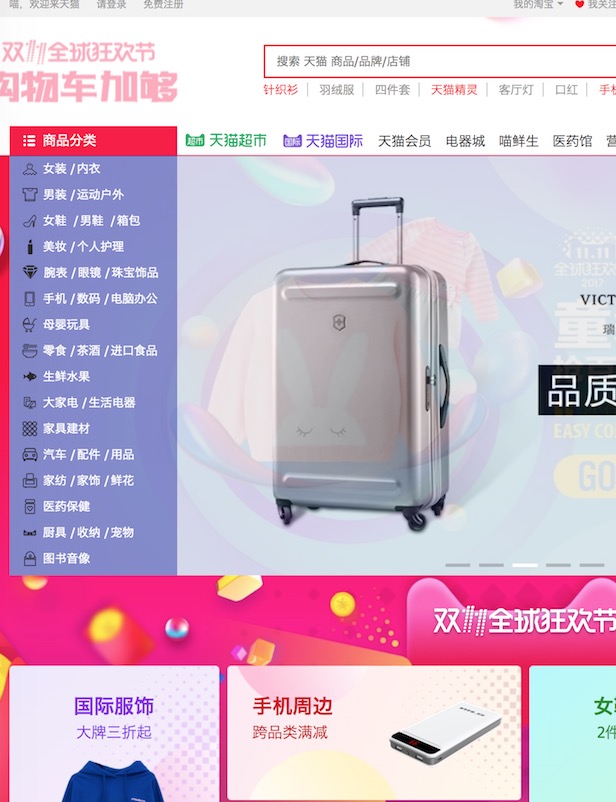 喵，欢迎来天猫 请登录 免费注册 我的淘宝 我关注
双11全球狂欢节
购物车加够
搜索 天猫 商品/品牌/店铺
针织衫 羽绒服 四件套 天猫精灵 客厅灯 口红 手
商品分类 超市 天猫超市 国际 天猫国际 天猫会员 电器城 喵鲜生 医药馆 营
女装 / 内衣
男装 / 运动户外
女鞋 / 男鞋 / 箱包
美妆 / 个人护理
腕表 / 眼镜 / 珠宝饰品
手机 / 数码 / 电脑办公
母婴玩具
零食 / 茶酒 / 进口食品
生鲜水果
大家电 / 生活电器
家具建材
汽车 / 配件 / 用品
家纺 / 家饰 / 鲜花
医药保健
厨具 / 收纳 / 宠物
图书音像
11.11
全球狂欢
2017
VICT
瑞
童
品质
EASY CO
GO
双11全球狂欢节
国际服饰
大牌三折起
手机周边
跨品类满减
女
2件